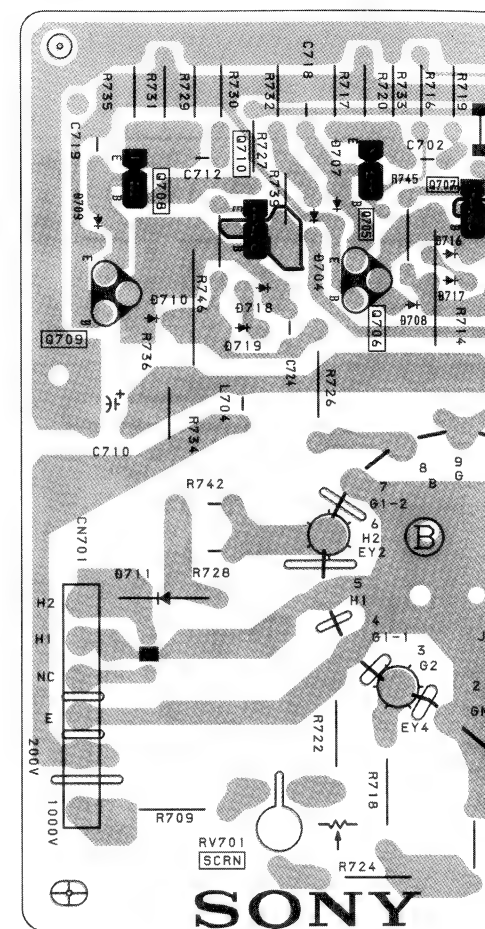 C718
R735
R731
R729
R730
R732
R717
R720
R733
R716
R719
C719
E
Q710
R727
D707
E
C702
C712
R739
R745
Q707
D709
B
Q708
E
B
B
Q705
B
E
R746
D704
E
D716
D710
D718
D717
B
D708
R714
Q709
R736
D719
Q706
C724
R726
L704
+
C710
R734
8
B
9
G
R742
7
G1-2
CN701
6
H2
EY2
B
D711
R728
5
H1
H2
4
G1-1
H1
J
3
G2
NC
2
GN
E
EY4
R722
200V
R718
1000V
R709
RV701
SCRN
R724
SONY